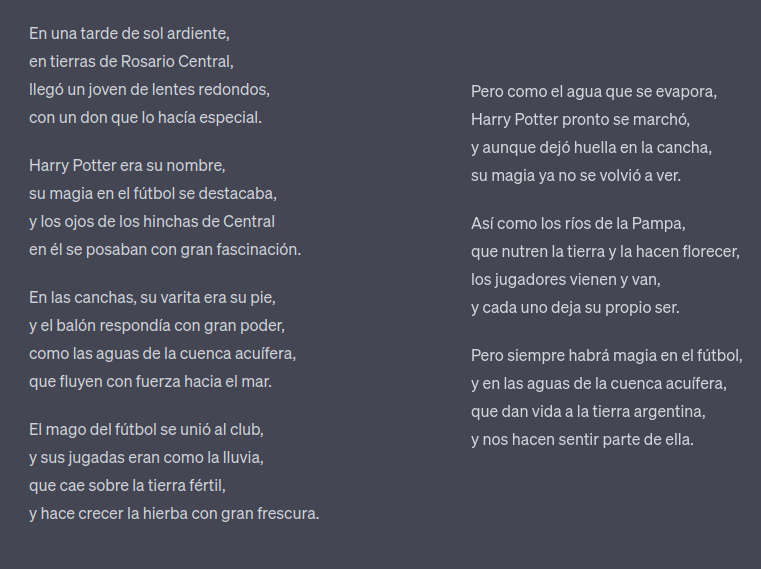 En una tarde de sol ardiente,
en tierras de Rosario Central,
llegó un joven de lentes redondos,
con un don que lo hacía especial.
Harry Potter era su nombre,
su magia en el fútbol se destacaba,
y los ojos de los hinchas de Central
en él se posaban con gran fascinación.
En las canchas, su varita era su pie,
y el balón respondía con gran poder,
como las aguas de la cuenca acuífera,
que fluyen con fuerza hacia el mar.
El mago del fútbol se unió al club,
y sus jugadas eran como la lluvia,
que cae sobre la tierra fértil,
y hace crecer la hierba con gran frescura.
Pero como el agua que se evapora,
Harry Potter pronto se marchó,
y aunque dejó huella en la cancha,
su magia ya no se volvió a ver.
Así como los ríos de la Pampa,
que nutren la tierra y la hacen florecer,
los jugadores vienen y van,
y cada uno deja su propio ser.
Pero siempre habrá magia en el fútbol,
y en las aguas de la cuenca acuífera,
que dan vida a la tierra argentina,
y nos hacen sentir parte de ella.